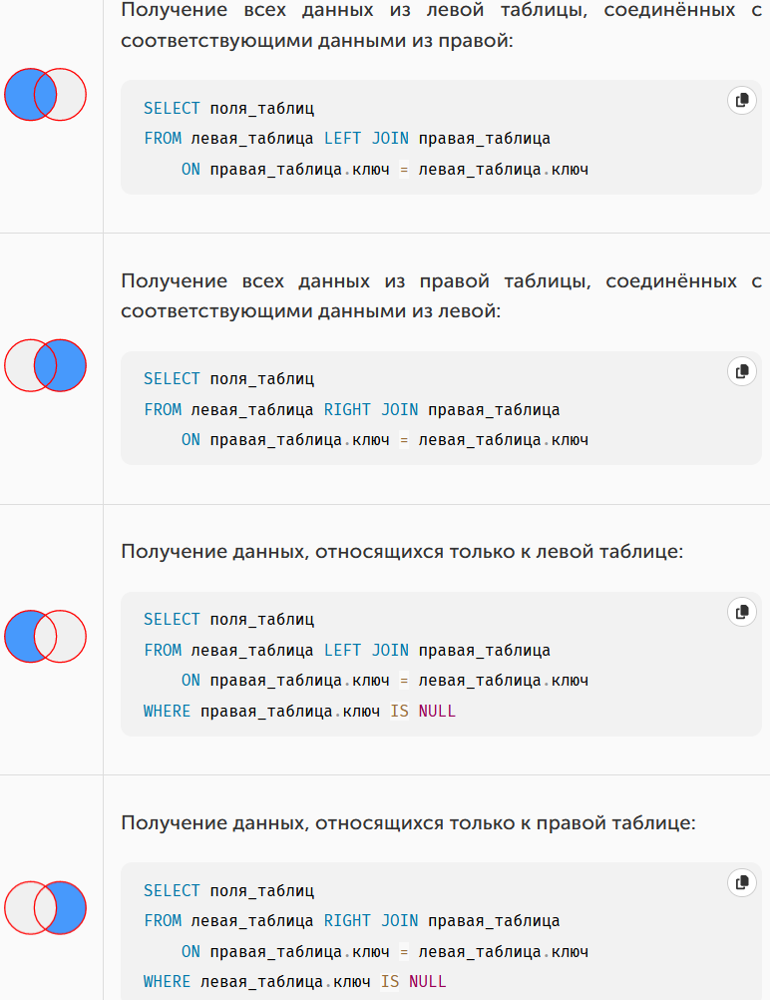 Получение всех данных из левой таблицы, соединённых с
соответствующими данными из правой:
SELECT поля_таблиц
FROM левая_таблица LEFT JOIN правая_таблица
    ON правая_таблица.ключ = левая_таблица.ключ
Получение всех данных из правой таблицы, соединённых с
соответствующими данными из левой:
SELECT поля_таблиц
FROM левая_таблица RIGHT JOIN правая_таблица
    ON правая_таблица.ключ = левая_таблица.ключ
Получение данных, относящихся только к левой таблице:
SELECT поля_таблиц
FROM левая_таблица LEFT JOIN правая_таблица
    ON правая_таблица.ключ = левая_таблица.ключ
WHERE правая_таблица.ключ IS NULL
Получение данных, относящихся только к правой таблице:
SELECT поля_таблиц
FROM левая_таблица RIGHT JOIN правая_таблица
    ON правая_таблица.ключ = левая_таблица.ключ
WHERE левая_таблица.ключ IS NULL